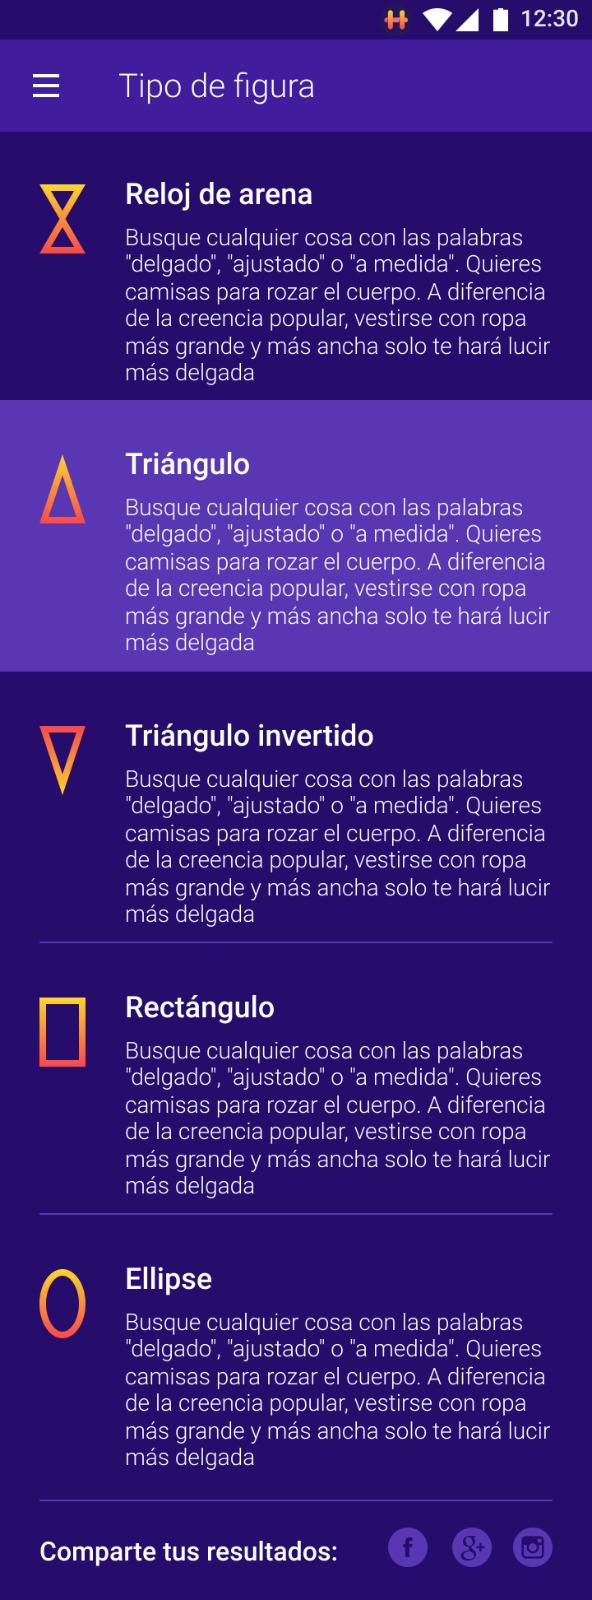 12:30
Tipo de figura
Reloj de arena
Busque cualquier cosa con las palabras
"delgado", "ajustado" o "a medida". Quieres
camisas para rozar el cuerpo. A diferencia
de la creencia popular, vestirse con ropa
más grande y más ancha solo te hará lucir
más delgada
Triángulo
Busque cualquier cosa con las palabras
"delgado", "ajustado" o "a medida". Quieres
camisas para rozar el cuerpo. A diferencia
de la creencia popular, vestirse con ropa
más grande y más ancha solo te hará lucir
más delgada
Triángulo invertido
Busque cualquier cosa con las palabras
"delgado", "ajustado" o "a medida". Quieres
camisas para rozar el cuerpo. A diferencia
de la creencia popular, vestirse con ropa
más grande y más ancha solo te hará lucir
más delgada
Rectángulo
Busque cualquier cosa con las palabras
"delgado", "ajustado" o "a medida". Quieres
camisas para rozar el cuerpo. A diferencia
de la creencia popular, vestirse con ropa
más grande y más ancha solo te hará lucir
más delgada
Ellipse
Busque cualquier cosa con las palabras
"delgado", "ajustado" o "a medida". Quieres
camisas para rozar el cuerpo. A diferencia
de la creencia popular, vestirse con ropa
más grande y más ancha solo te hará lucir
más delgada
Comparte tus resultados: